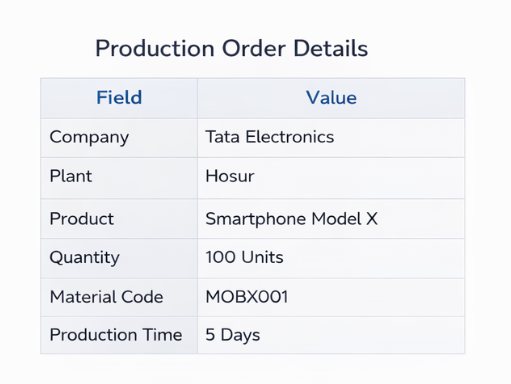 Production Order Details
Field Value
Company Tata Electronics
Plant Hosur
Product Smartphone Model X
Quantity 100 Units
Material Code MOBX001
Production Time 5 Days